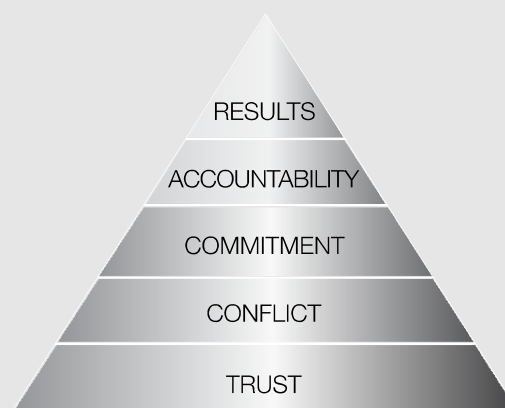 RESULTS
ACCOUNTABILITY
COMMITMENT
CONFLICT
TRUST